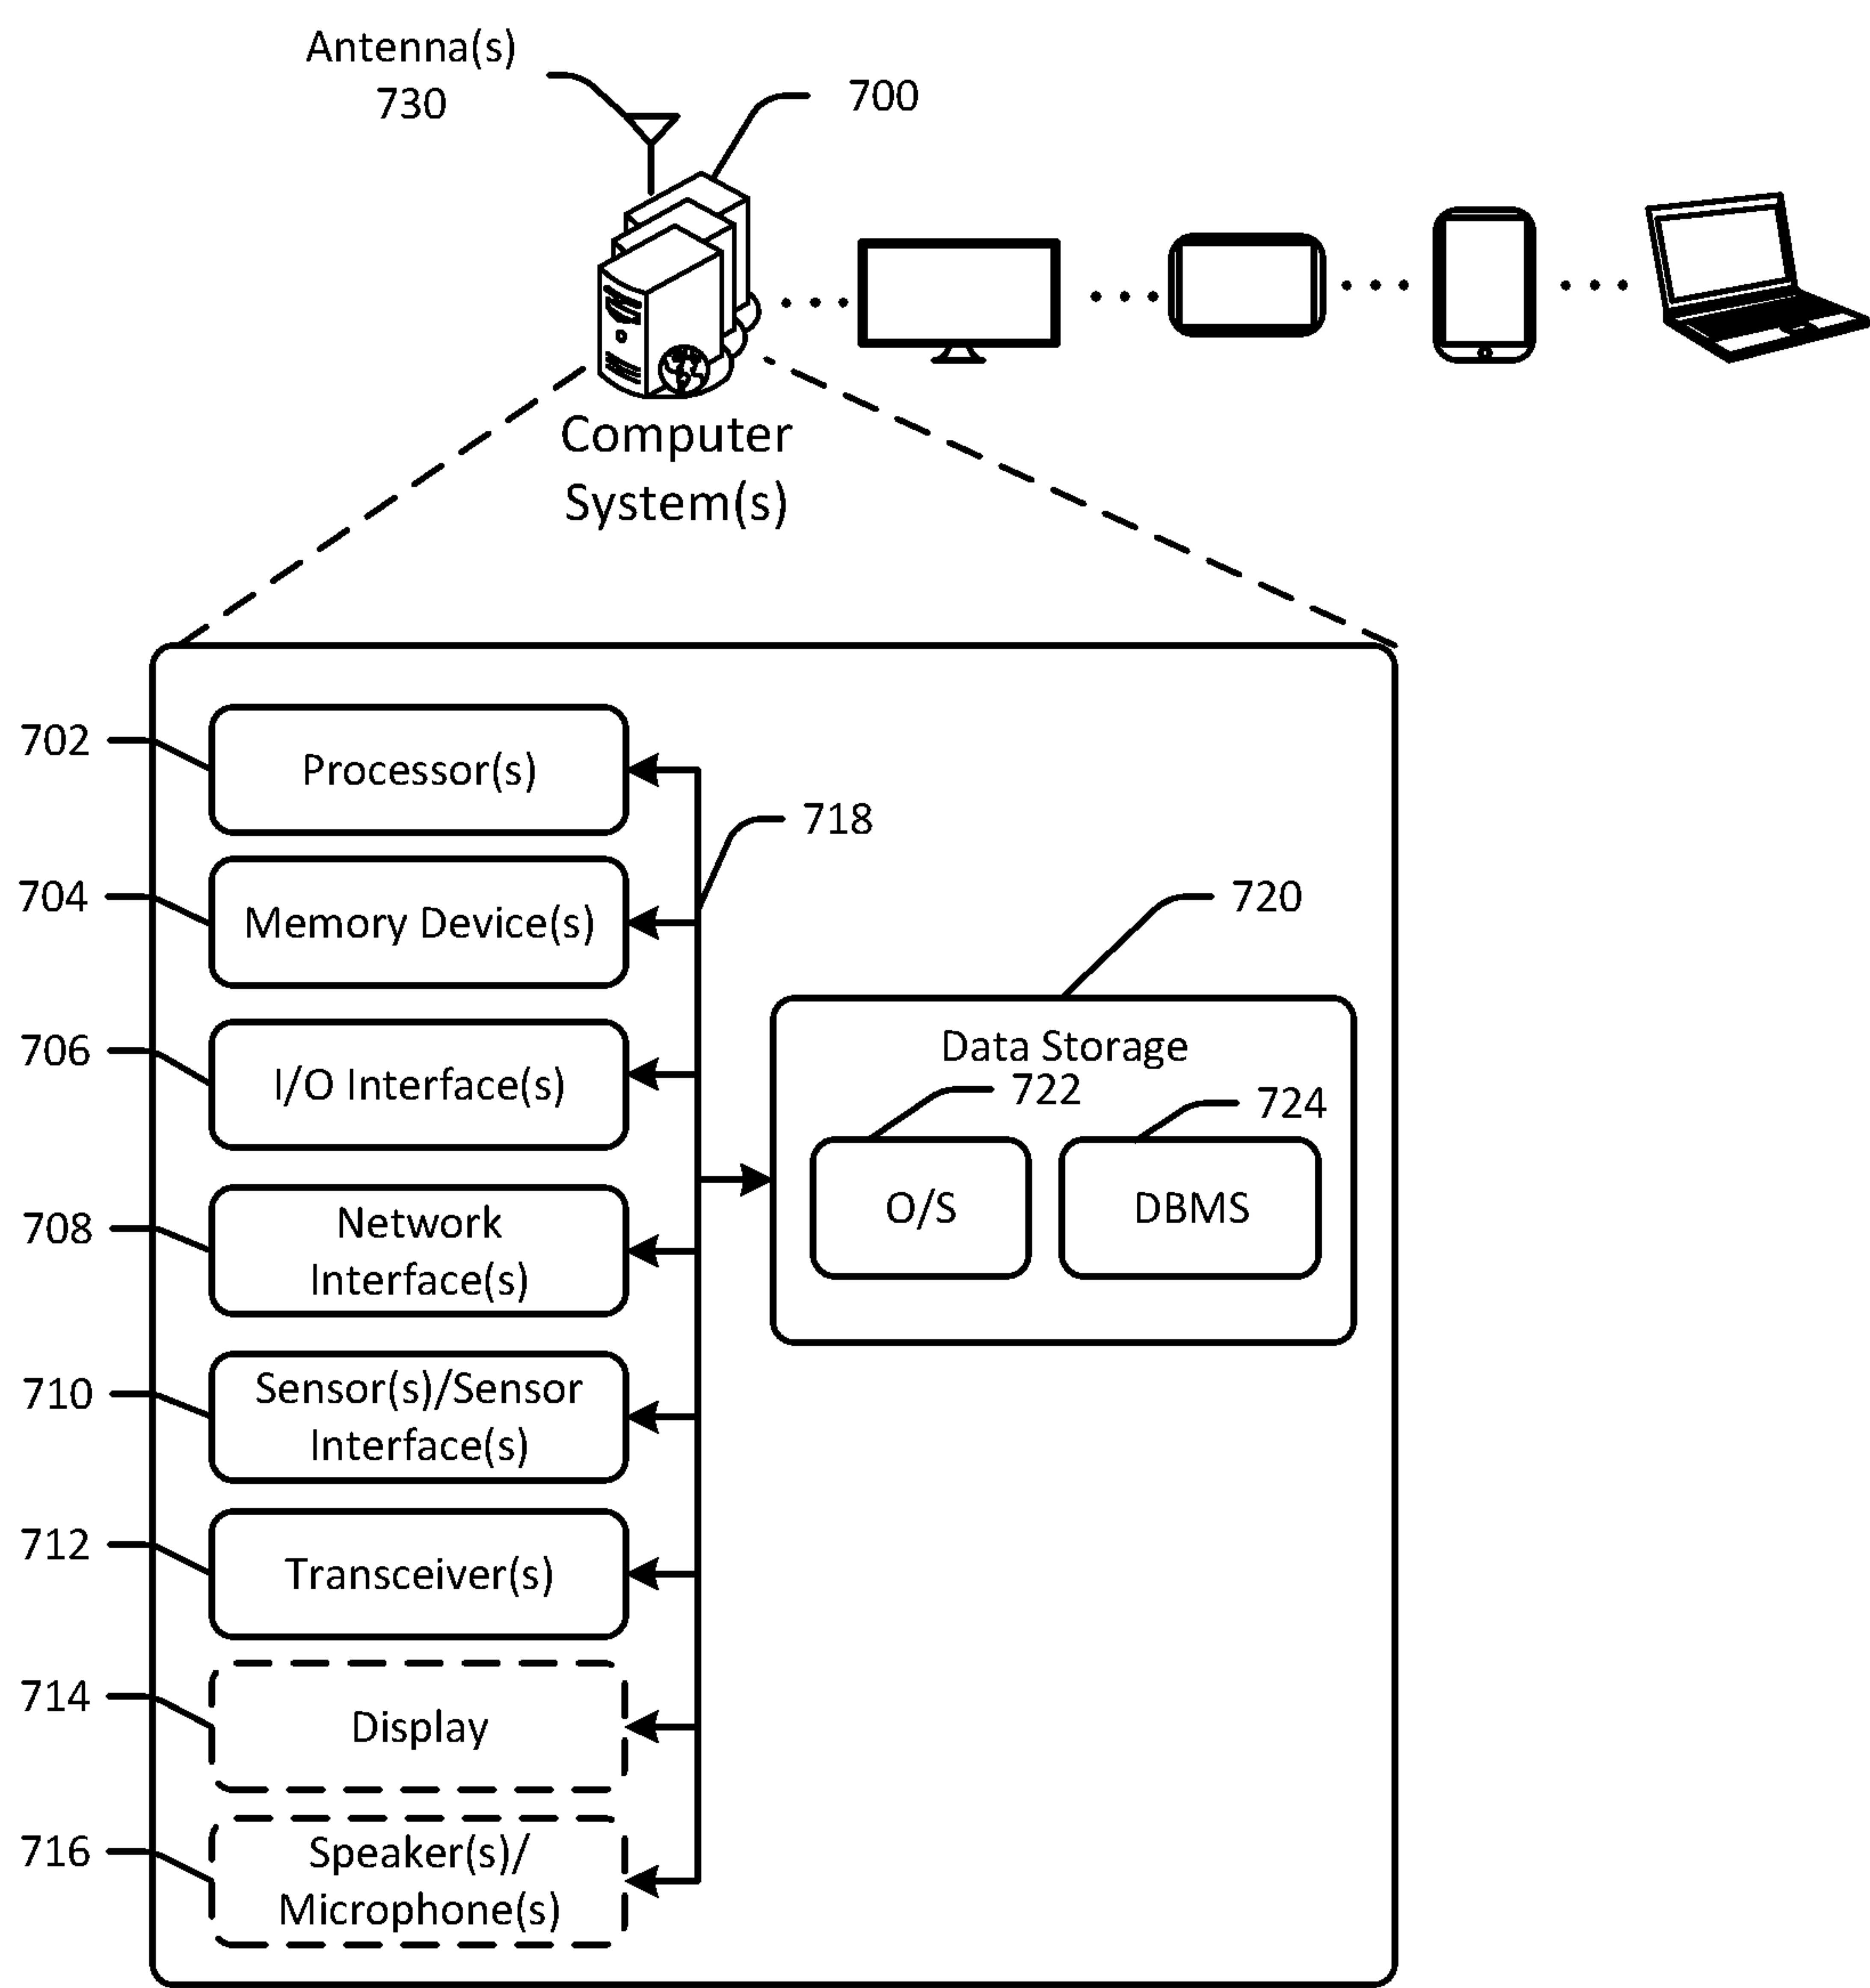 Antenna(s)
730
700
Computer
System(s)
702
Processor(s)
718
704
Memory Device(s)
720
706
I/O Interface(s)
Data Storage
722
724
O/S
DBMS
708
Network
Interface(s)
710
Sensor(s)/Sensor
Interface(s)
712
Transceiver(s)
714
Display
716
Speaker(s)/
Microphone(s)